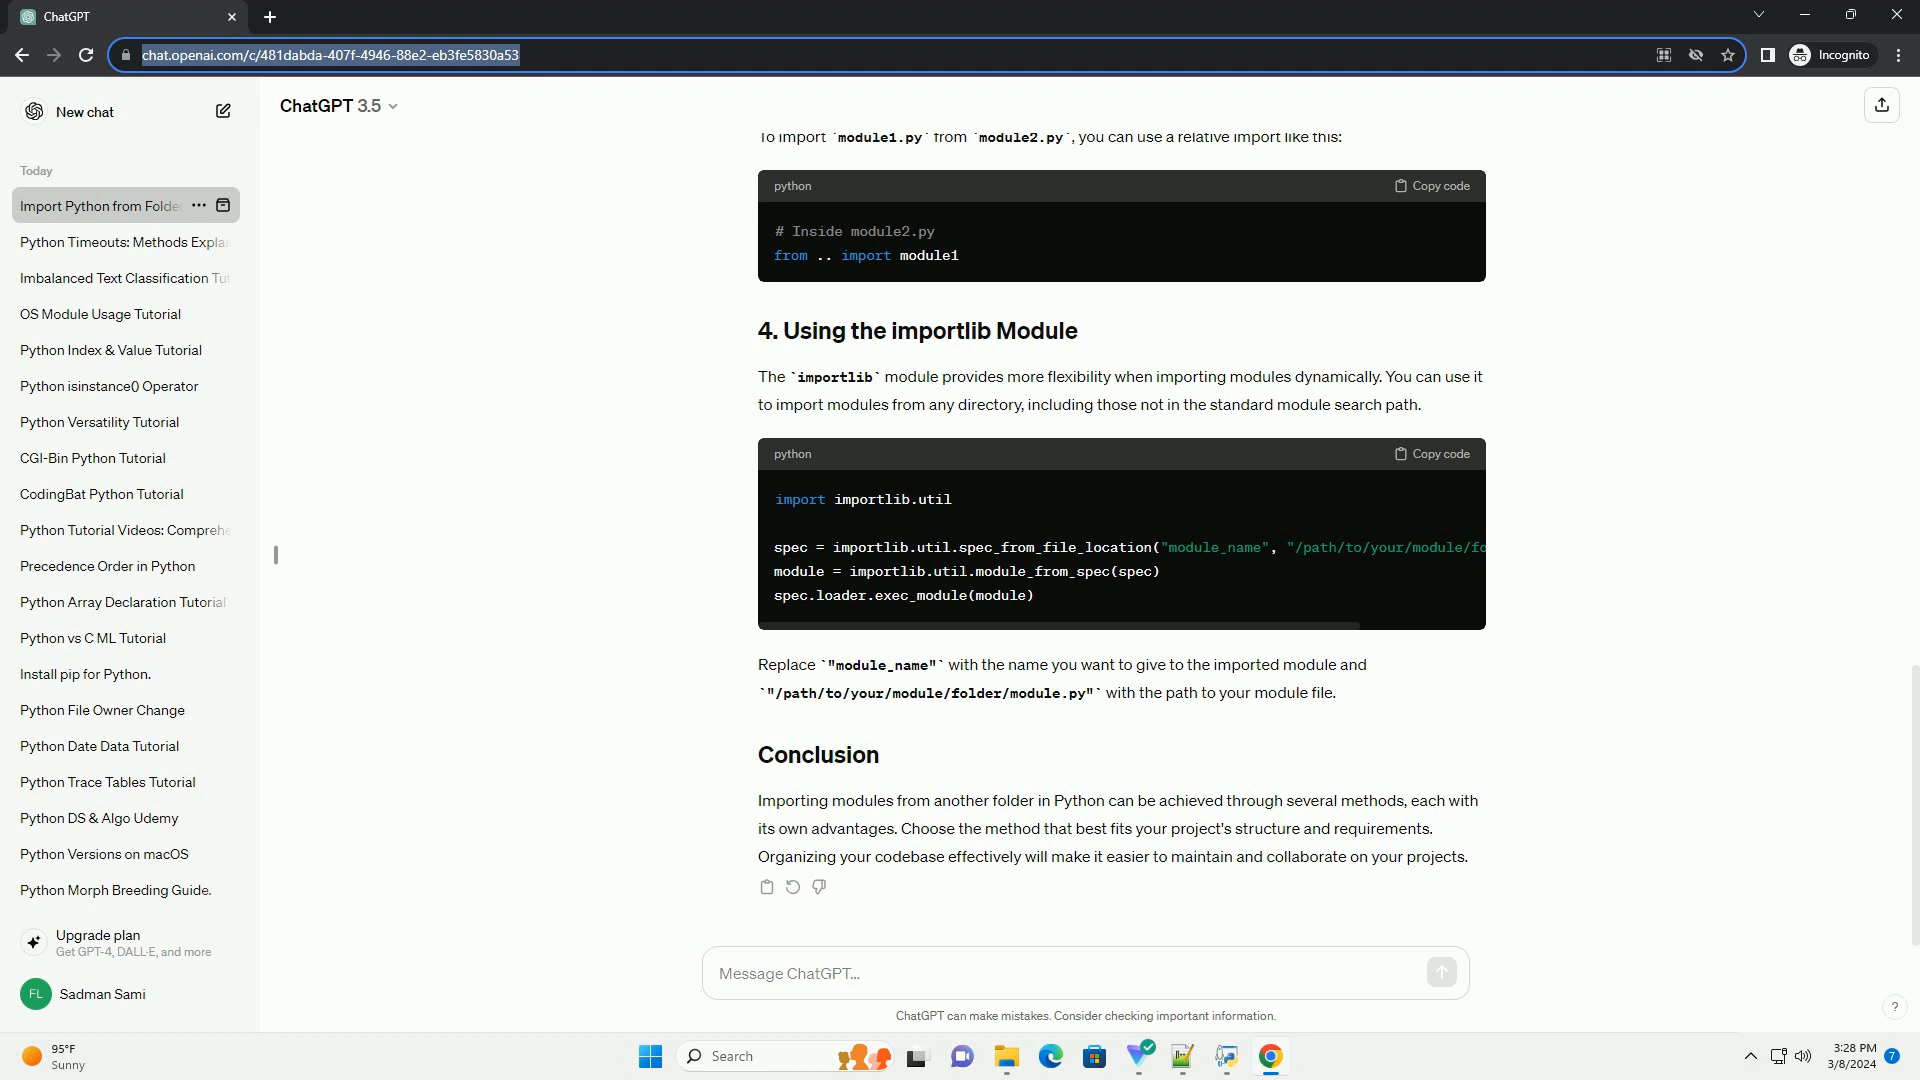 ChatGPT
chat.openai.com/c/481dabda-407f-4946-88e2-eb3fe5830a53
Incognito
New chat
ChatGPT 3.5
Today
Import Python from Folde
Python Timeouts: Methods Explai
Imbalanced Text Classification Tut
OS Module Usage Tutorial
Python Index & Value Tutorial
Python isinstance() Operator
Python Versatility Tutorial
CGI-Bin Python Tutorial
CodingBat Python Tutorial
Python Tutorial Videos: Comprehe
Precedence Order in Python
Python Array Declaration Tutorial
Python vs C ML Tutorial
Install pip for Python.
Python File Owner Change
Python Date Data Tutorial
Python Trace Tables Tutorial
Python DS & Algo Udemy
Python Versions on macOS
Python Morph Breeding Guide.
Upgrade plan
Get GPT-4, DALL·E, and more
FL
Sadman Sami
To import `module1.py` from `module2.py`, you can use a relative import like this:
python
Copy code
# Inside module2.py
from .. import module1
4. Using the importlib Module
The `importlib` module provides more flexibility when importing modules dynamically. You can use it
to import modules from any directory, including those not in the standard module search path.
python
Copy code
import importlib.util
spec = importlib.util.spec_from_file_location("module_name", "/path/to/your/module/fo
module = importlib.util.module_from_spec(spec)
spec.loader.exec_module(module)
Replace `"module_name"` with the name you want to give to the imported module and
`"/path/to/your/module/folder/module.py"` with the path to your module file.
Conclusion
Importing modules from another folder in Python can be achieved through several methods, each with
its own advantages. Choose the method that best fits your project's structure and requirements.
Organizing your codebase effectively will make it easier to maintain and collaborate on your projects.
Message ChatGPT...
ChatGPT can make mistakes. Consider checking important information.
?
95°F
Sunny
Search
3:28 PM
3/8/2024
7